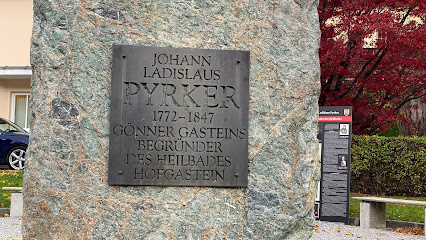 JOHANN
LADISLAUS
PYRKER
1772-1847
GÖNNER GASTEINS
BEGRÜNDER
DES HEILBADES
HOFGASTEIN